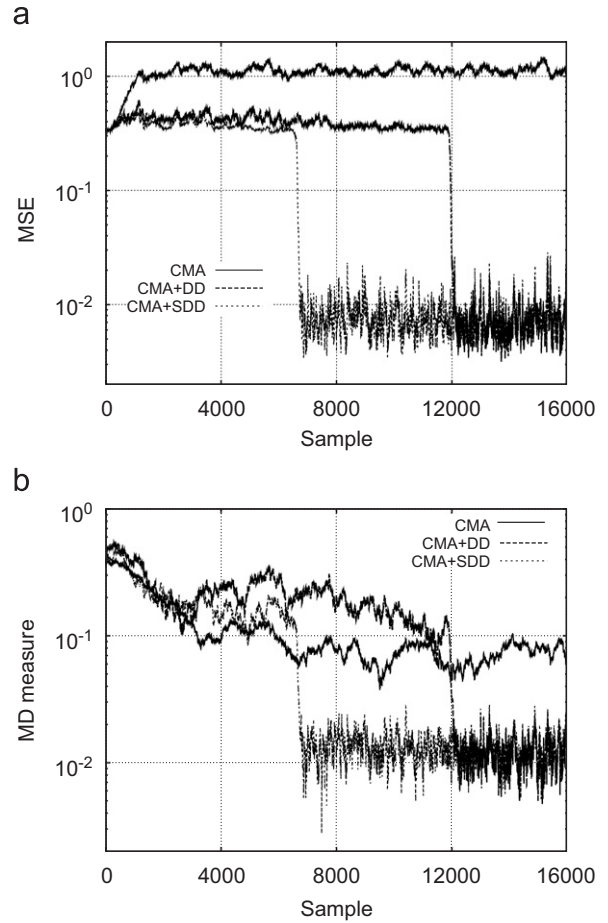 a
10^0
10^-1
10^-2
MSE
CMA
CMA+DD
CMA+SDD
0 4000 8000 12000 16000
Sample
b
10^0
10^-1
10^-2
MD measure
CMA
CMA+DD
CMA+SDD
0 4000 8000 12000 16000
Sample